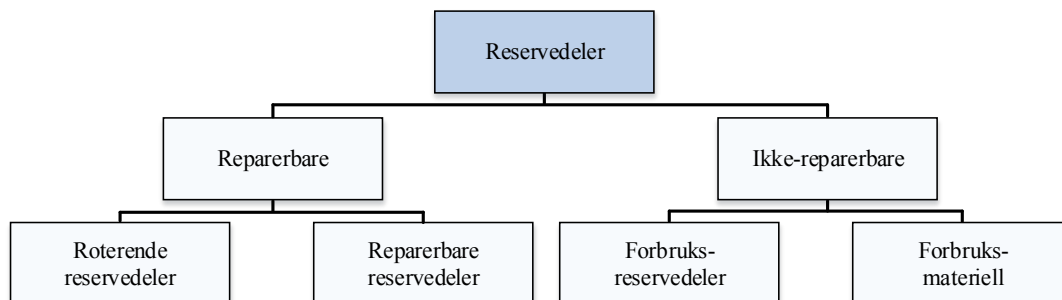 Reservedeler
Reparerbare
Ikke-reparerbare
Roterende
reservedeler
Reparerbare
reservedeler
Forbruks-
reservedeler
Forbruks-
materiell